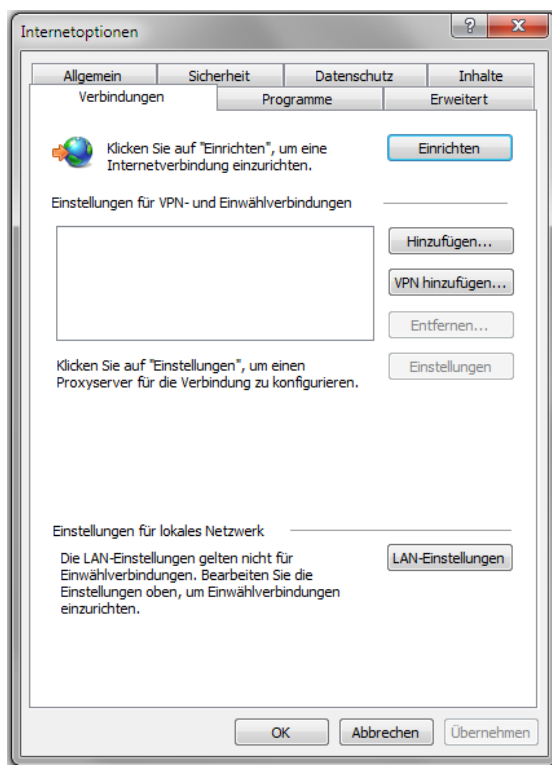 Internetoptionen
?
X
Allgemein
Sicherheit
Datenschutz
Inhalte
Verbindungen
Programme
Erweitert
Klicken Sie auf "Einrichten", um eine
Internetverbindung einzurichten.
Einrichten
Einstellungen für VPN- und Einwählverbindungen
Hinzufügen...
VPN hinzufügen...
Entfernen...
Klicken Sie auf "Einstellungen", um einen
Proxyserver für die Verbindung zu konfigurieren.
Einstellungen
Einstellungen für lokales Netzwerk
Die LAN-Einstellungen gelten nicht für
Einwählverbindungen. Bearbeiten Sie die
Einstellungen oben, um Einwählverbindungen
einzurichten.
LAN-Einstellungen
OK
Abbrechen
Übernehmen